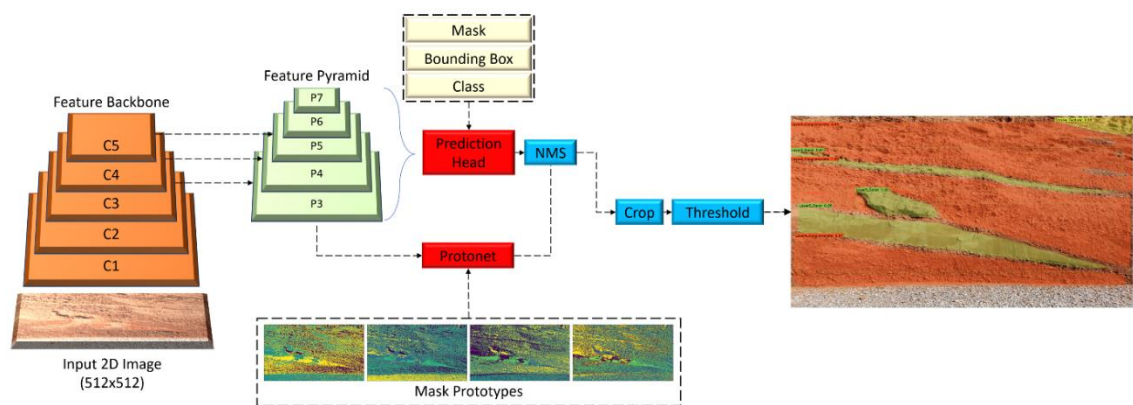 Mask
Bounding Box
Class
Feature Pyramid
P7
P6
P5
P4
P3
Feature Backbone
C5
C4
C3
C2
C1
Prediction
Head
NMS
Crop
Threshold
Protonet
Input 2D Image
(512x512)
Mask Prototypes